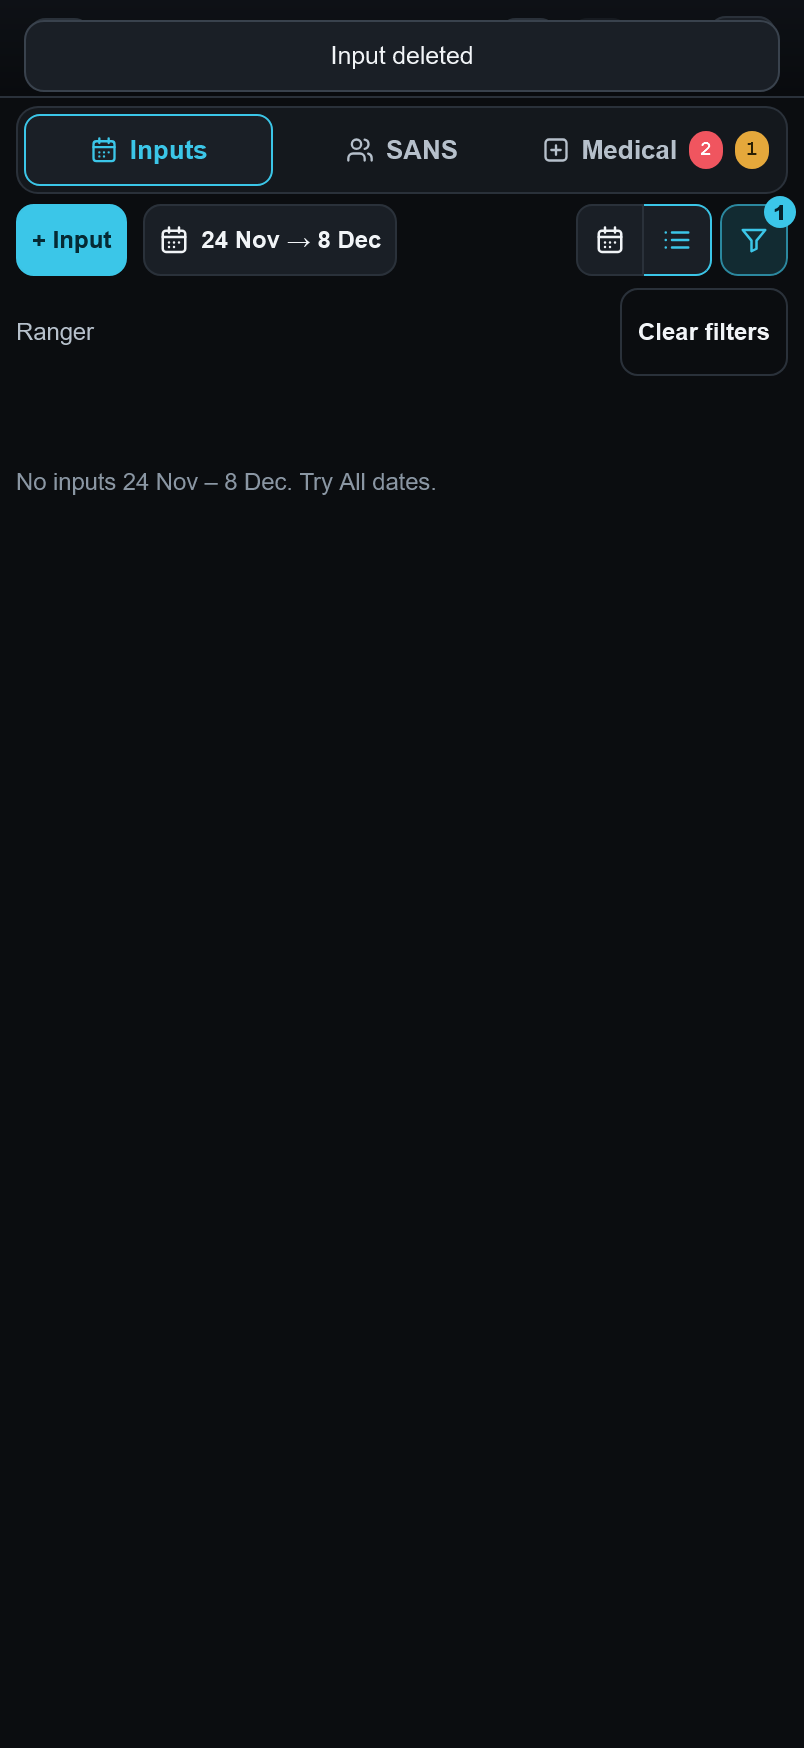 Input deleted
Inputs SANS Medical 2 1
+ Input 24 Nov → 8 Dec 1
Ranger Clear filters
No inputs 24 Nov – 8 Dec. Try All dates.